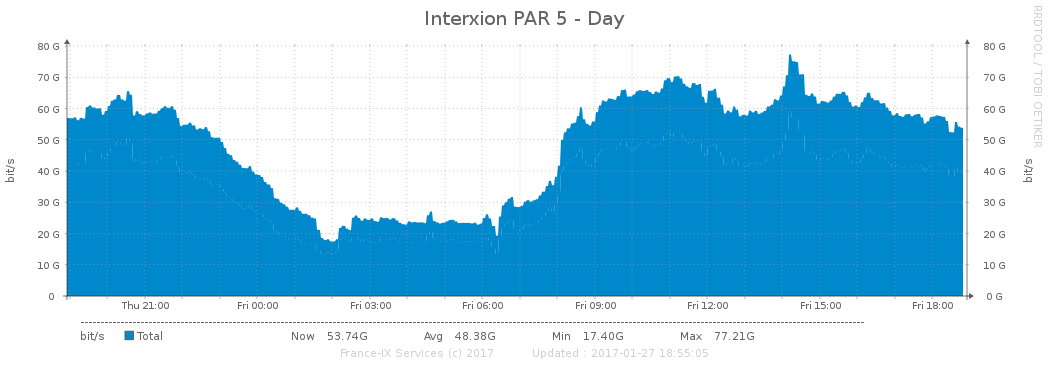 Interxion PAR 5 - Day
RRDTOOL / TOBI OETIKER
80 G 80 G
70 G 70 G
60 G 60 G
50 G 50 G
40 G 40 G
30 G 30 G
20 G 20 G
10 G 10 G
0 0 G
bit/s
bit/s
Thu 21:00 Fri 00:00 Fri 03:00 Fri 06:00 Fri 09:00 Fri 12:00 Fri 15:00 Fri 18:00
bit/s Total Now 53.74G Avg 48.38G Min 17.40G Max 77.21G
France-IX Services (c) 2017 Updated : 2017-01-27 18:55:05